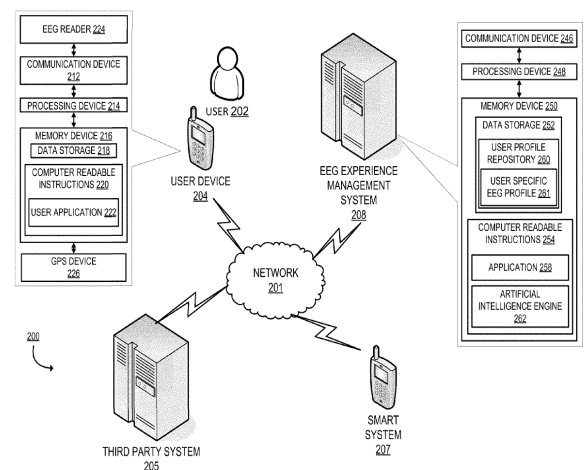 EEG READER 224
COMMUNICATION DEVICE
212
PROCESSING DEVICE 214
MEMORY DEVICE 216
DATA STORAGE 218
COMPUTER READABLE
INSTRUCTIONS 220
USER APPLICATION 222
GPS DEVICE
226
USER 202
USER DEVICE
204
EEG EXPERIENCE
MANAGEMENT
SYSTEM
208
COMMUNICATION DEVICE 246
PROCESSING DEVICE 248
MEMORY DEVICE 250
DATA STORAGE 252
USER PROFILE
REPOSITORY
260
USER SPECIFIC
EEG PROFILE
261
COMPUTER READABLE
INSTRUCTIONS 254
APPLICATION 258
ARTIFICIAL
INTELLIGENCE ENGINE
262
NETWORK
201
200
THIRD PARTY SYSTEM
205
SMART
SYSTEM
207